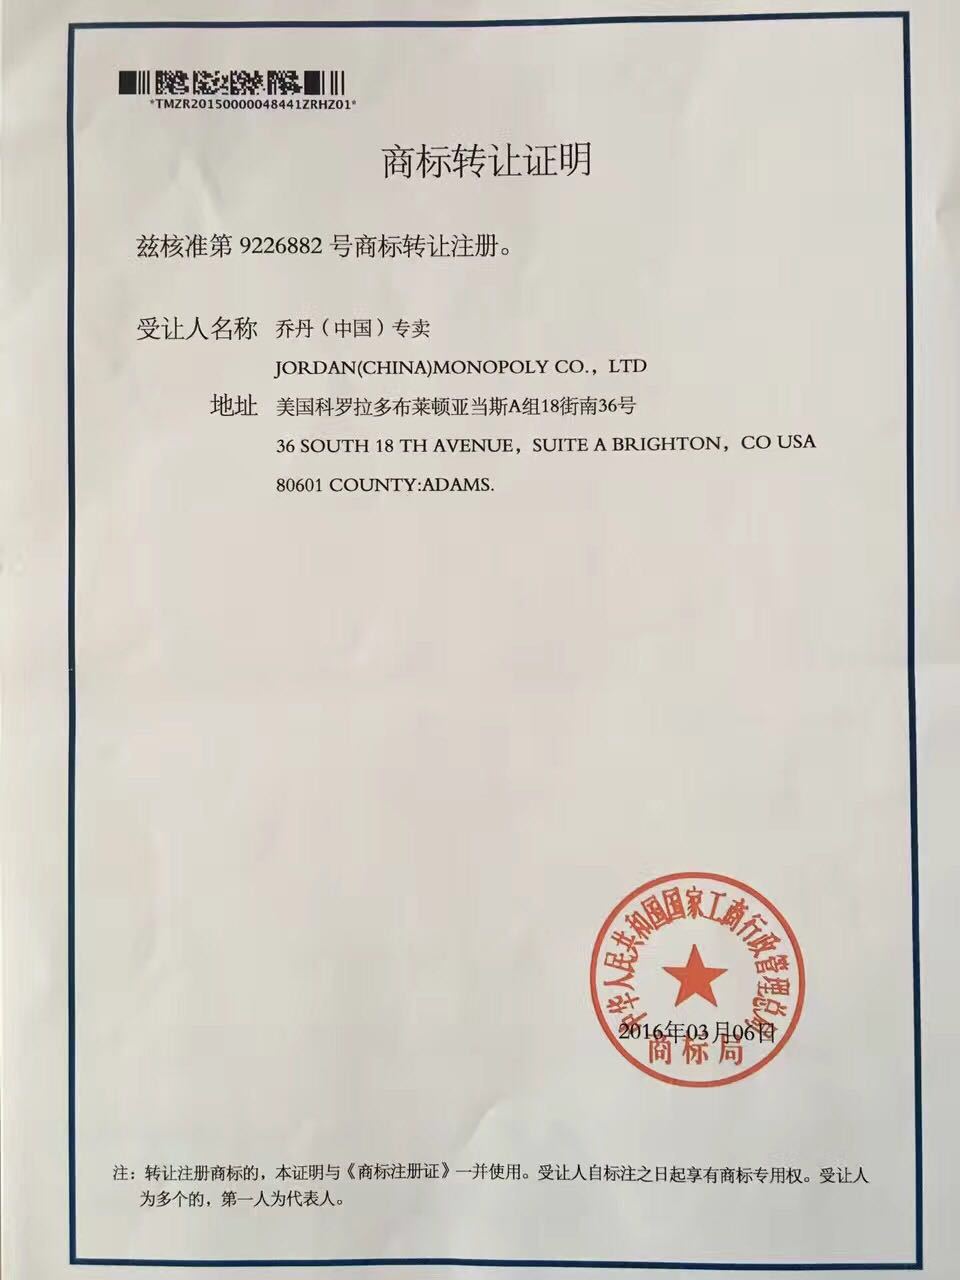 *TMZR20150000048441ZRHZ01*
商标转让证明
兹核准第 9226882 号商标转让注册。
受让人名称 乔丹（中国）专卖
JORDAN(CHINA)MONOPOLY CO.，LTD
地址 美国科罗拉多布莱顿亚当斯A组18街南36号
36 SOUTH 18 TH AVENUE，SUITE A BRIGHTON，CO USA
80601 COUNTY:ADAMS.
中华人民共和国国家工商行政管理总局
2016年03月06日
商标局
注：转让注册商标的，本证明与《商标注册证》一并使用。受让人自标注之日起享有商标专用权。受让人
为多个的，第一人为代表人。